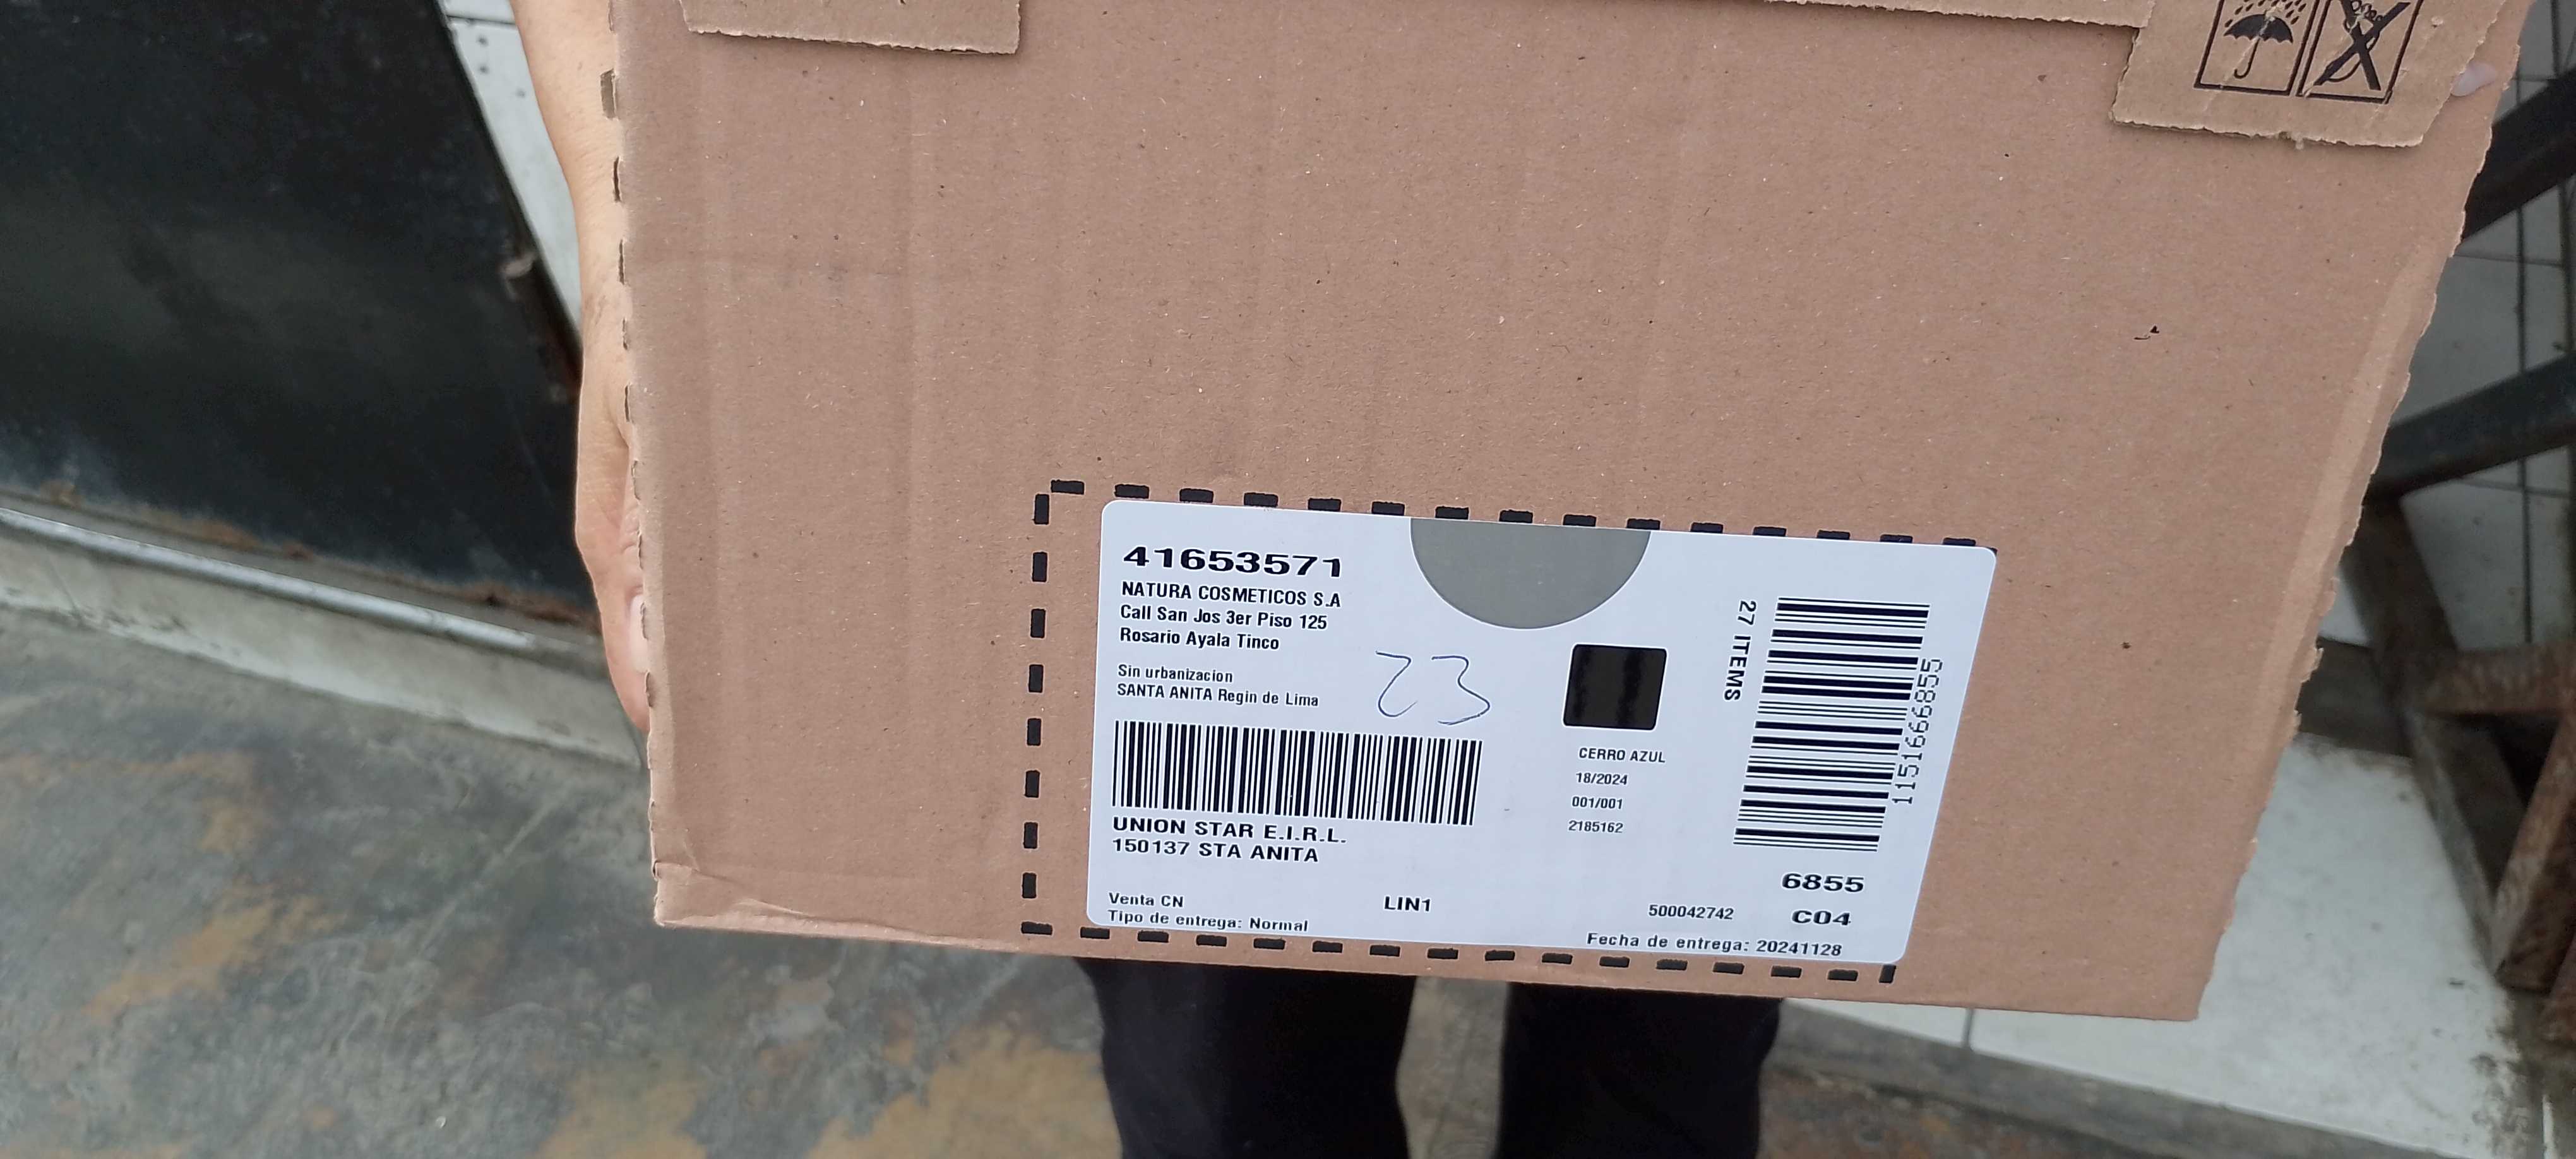 41653571
NATURA COSMETICOS S.A
Call San Jos 3er Piso 125
Rosario Ayala Tinco
Sin urbanizacion
SANTA ANITA Regin de Lima
23
UNION STAR E.I.R.L.
150137 STA ANITA
Venta CN
Tipo de entrega: Normal
LIN1
CERRO AZUL
18/2024
001/001
2185162
27 ITEMS
1151666855
6855
500042742
C04
Fecha de entrega: 20241128